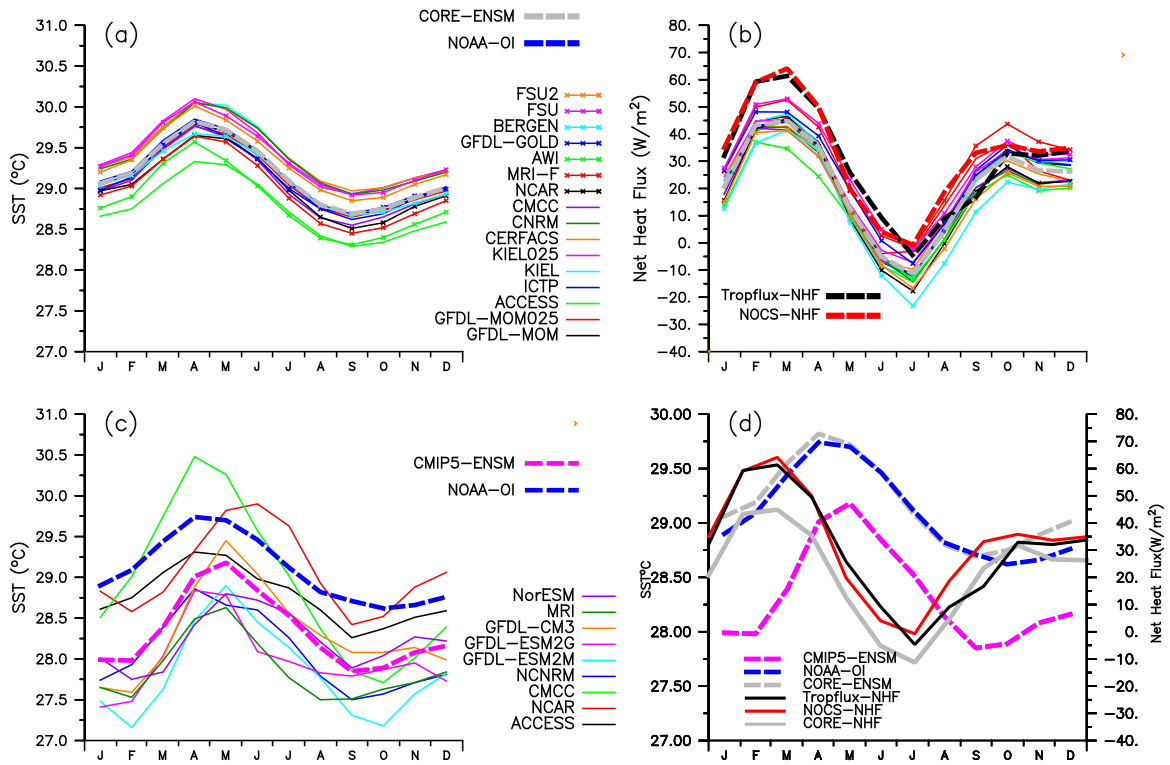 (a)
CORE-ENSM
NOAA-OI
SST (°C)
31.0
30.5
30.0
29.5
29.0
28.5
28.0
27.5
27.0
J F M A M J J A S O N D
FSU2
FSU
BERGEN
GFDL-GOLD
AWI
MRI-F
NCAR
CMCC
CNRM
CERFACS
KIEL025
KIEL
ICTP
ACCESS
GFDL-MOM025
GFDL-MOM
(b)
Net Heat Flux (W/m²)
80.
70.
60.
50.
40.
30.
20.
10.
0.
-10.
-20.
-30.
-40.
Tropflux-NHF
NOCS-NHF
J F M A M J J A S O N D
(c)
CMIP5-ENSM
NOAA-OI
SST (°C)
31.0
30.5
30.0
29.5
29.0
28.5
28.0
27.5
27.0
J F M A M J J A S O N D
NorESM
MRI
GFDL-CM3
GFDL-ESM2G
GFDL-ESM2M
NCNRM
CMCC
NCAR
ACCESS
(d)
SST°C
30.00
29.50
29.00
28.50
28.00
27.50
27.00
CMIP5-ENSM
NOAA-OI
CORE-ENSM
Tropflux-NHF
NOCS-NHF
CORE-NHF
J F M A M J J A S O N D
80.
70.
60.
50.
40.
30.
20.
10.
0.
-10.
-20.
-30.
-40.
Net Heat Flux(W/m²)